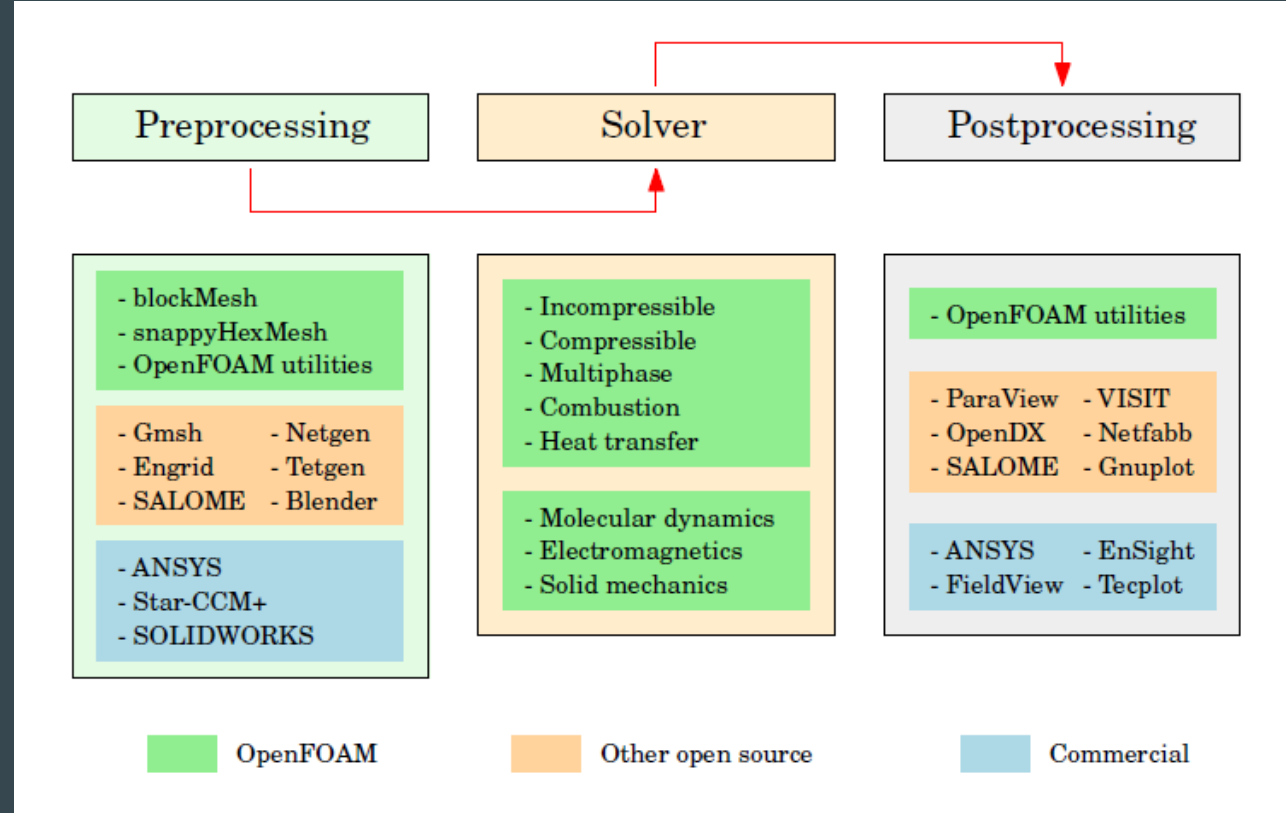 Preprocessing
Solver
Postprocessing
- blockMesh
- snappyHexMesh
- OpenFOAM utilities
- Gmsh - Netgen
- Engrid - Tetgen
- SALOME - Blender
- ANSYS
- Star-CCM+
- SOLIDWORKS
- Incompressible
- Compressible
- Multiphase
- Combustion
- Heat transfer
- Molecular dynamics
- Electromagnetics
- Solid mechanics
- OpenFOAM utilities
- ParaView - VISIT
- OpenDX - Netfabb
- SALOME - Gnuplot
- ANSYS - EnSight
- FieldView - Tecplot
OpenFOAM
Other open source
Commercial